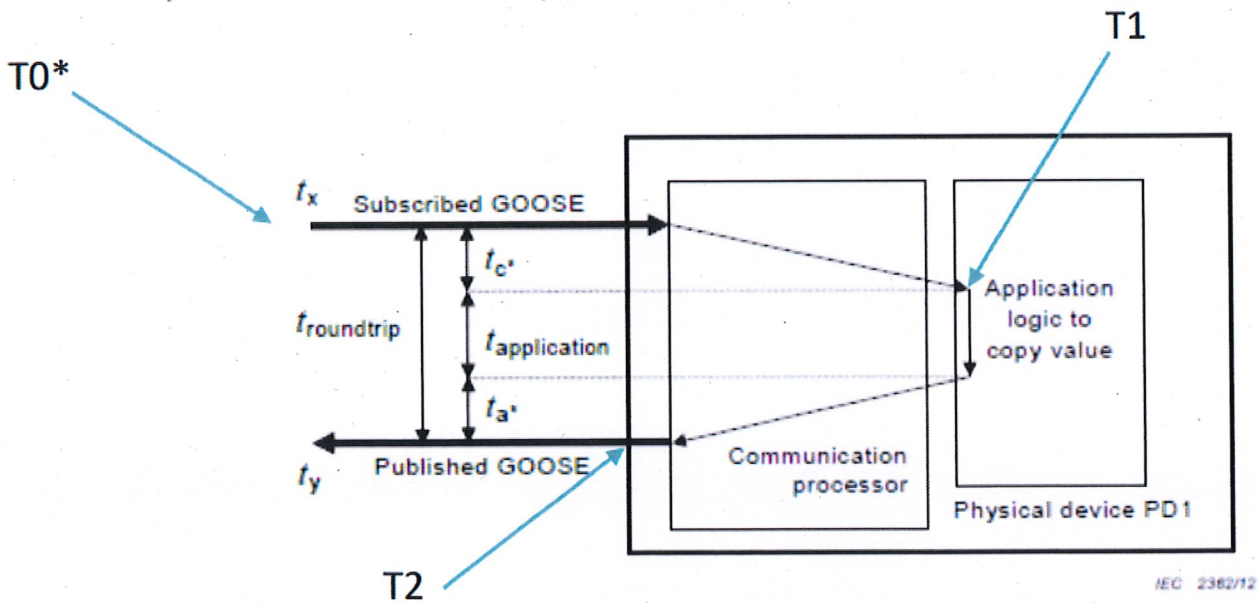 T1
T0*
tx
Subscribed GOOSE
tc*
troundtrip
tapplication
Application
logic to
copy value
ta*
Published GOOSE
ty
Communication
processor
Physical device PD1
T2
IEC 2362/12